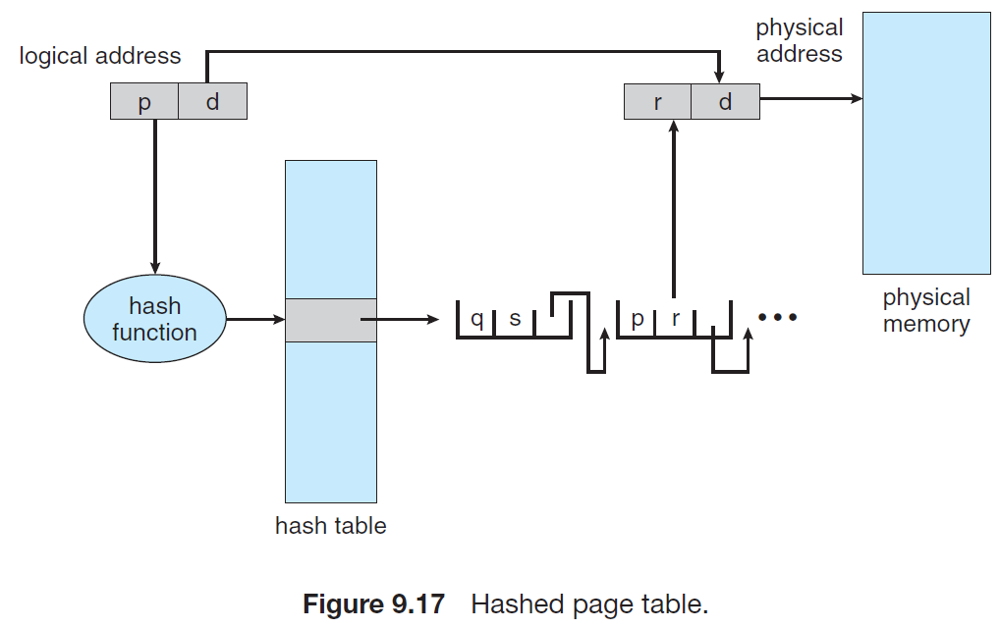 logical address
physical
address
p d
r d
hash
function
q s
p r
•••
physical
memory
hash table
Figure 9.17 Hashed page table.